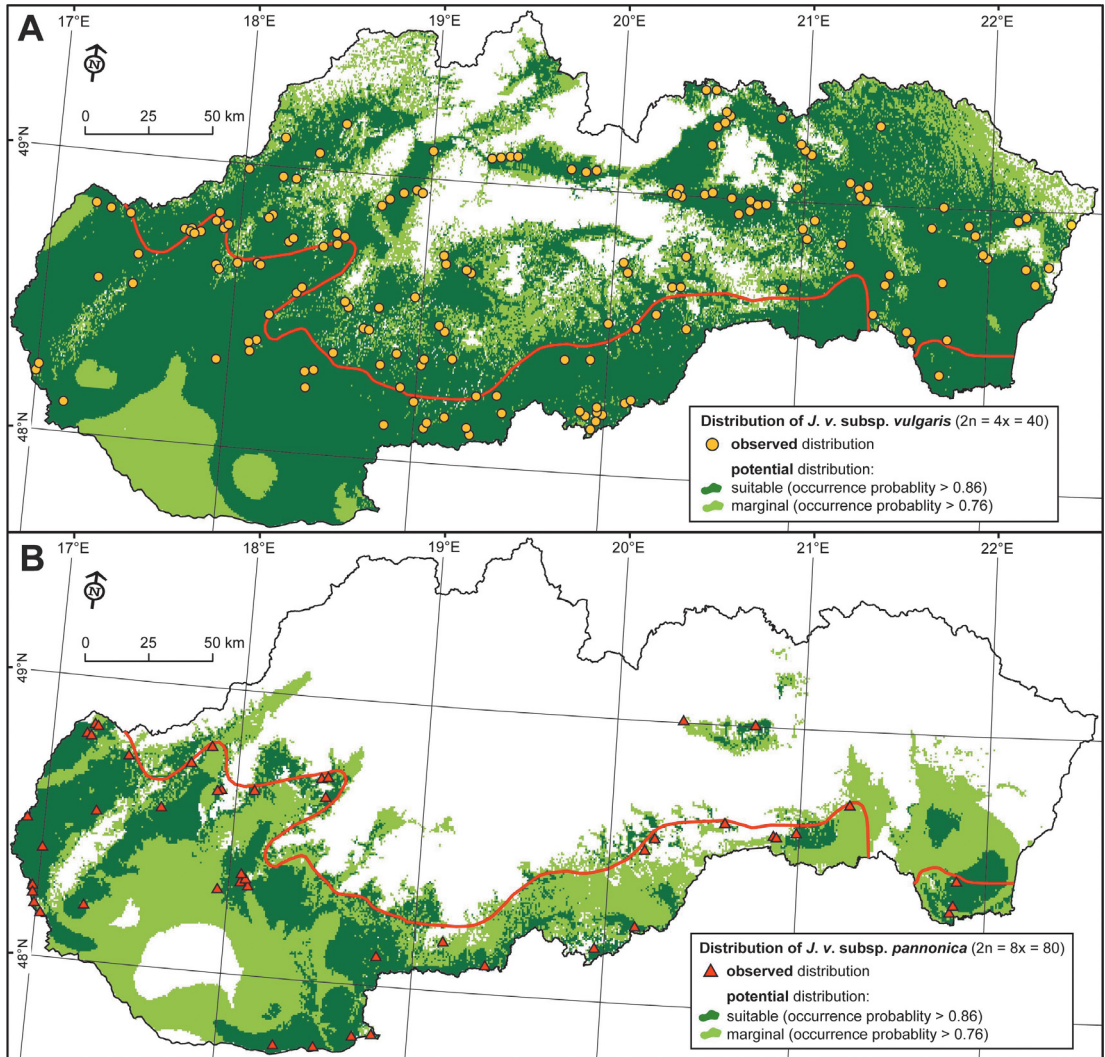 A
17°E 18°E 19°E 20°E 21°E 22°E
N
0 25 50 km
49°N
48°N
Distribution of J. v. subsp. vulgaris (2n = 4x = 40)
observed distribution
potential distribution:
suitable (occurrence probablity > 0.86)
marginal (occurrence probablity > 0.76)
B
17°E 18°E 19°E 20°E 21°E 22°E
N
0 25 50 km
49°N
48°N
Distribution of J. v. subsp. pannonica (2n = 8x = 80)
observed distribution
potential distribution:
suitable (occurrence probablity > 0.86)
marginal (occurrence probablity > 0.76)